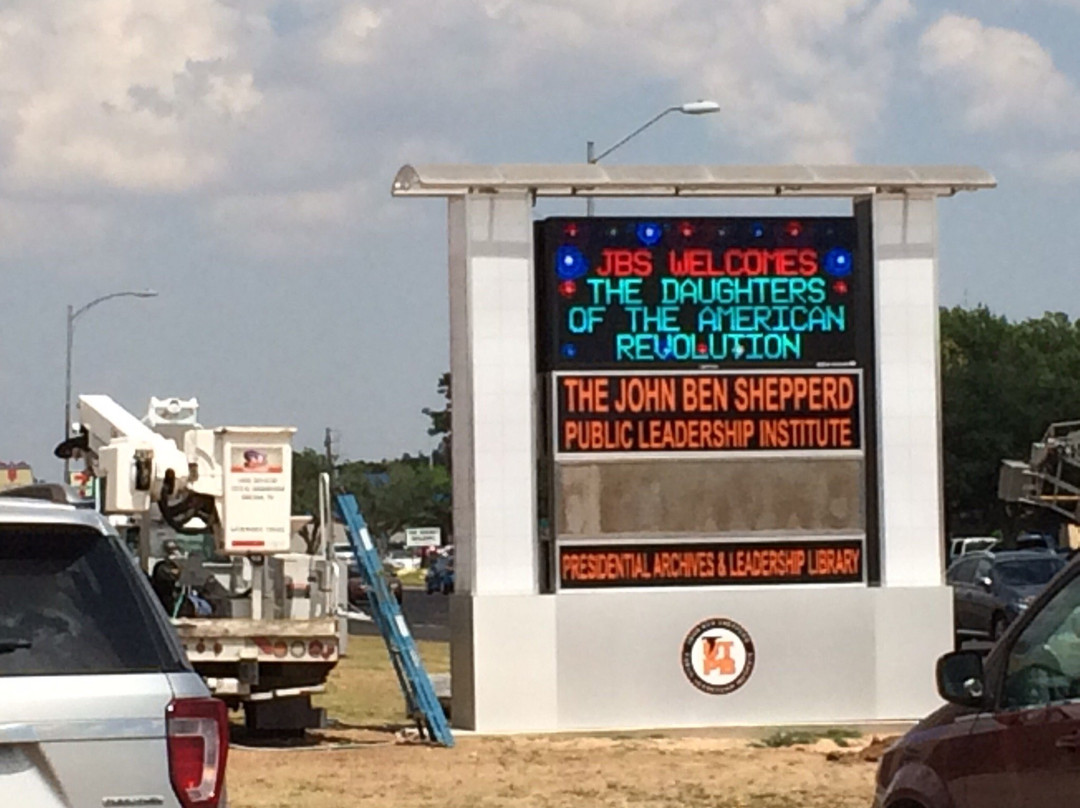 JBS WELCOMES
THE DAUGHTERS
OF THE AMERICAN
REVOLUTION
THE JOHN BEN SHEPPERD
PUBLIC LEADERSHIP INSTITUTE
PRESIDENTIAL ARCHIVES & LEADERSHIP LIBRARY